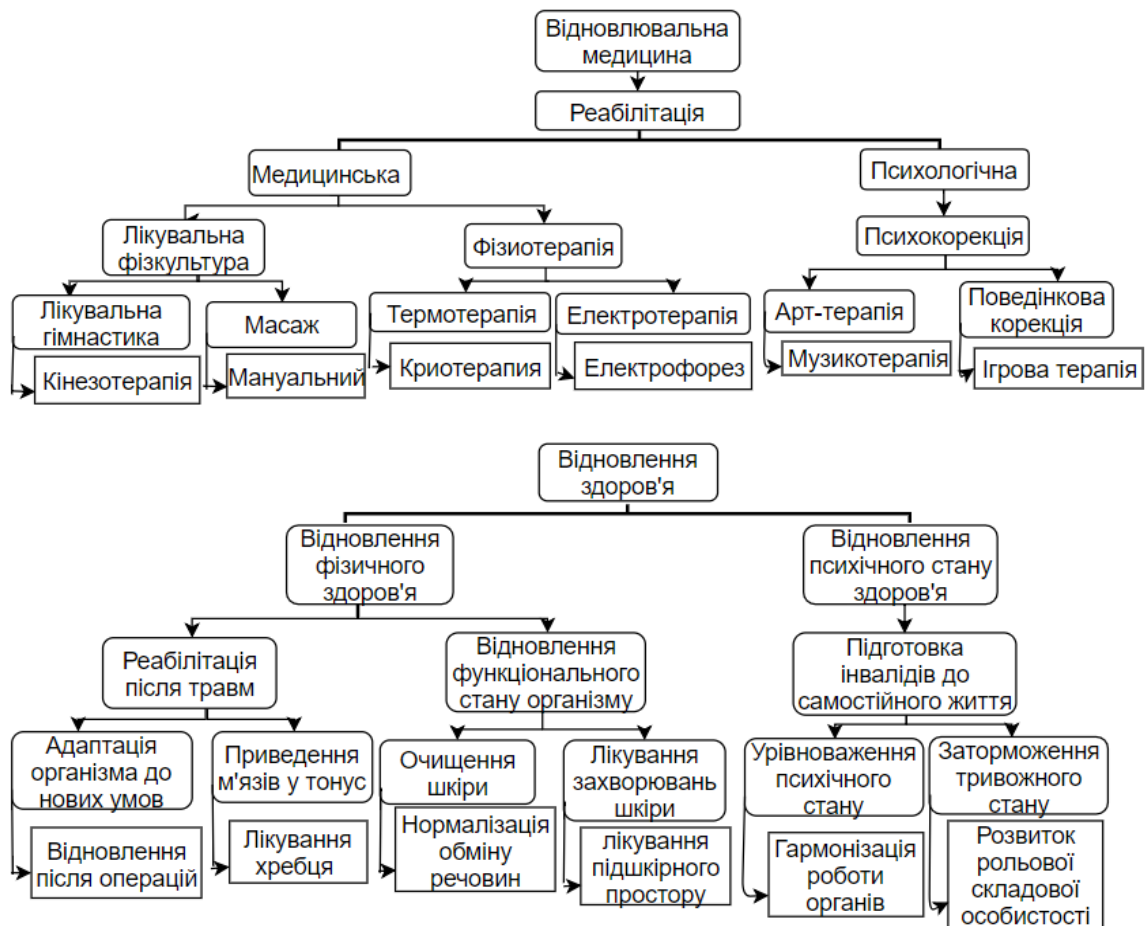 Відновлювальна
медицина
Реабілітація
Медицинська
Психологічна
Лікувальна
фізкультура
Фізиотерапія
Психокорекція
Лікувальна
гімнастика
Масаж
Термотерапія
Електротерапія
Арт-терапія
Поведінкова
корекція
Кінезотерапія
Мануальний
Криотерапия
Електрофорез
Музикотерапія
Ігрова терапія
Відновлення
здоров'я
Відновлення
фізичного
здоров'я
Відновлення
психічного стану
здоров'я
Реабілітація
після травм
Відновлення
функціонального
стану організму
Підготовка
інвалідів до
самостійного життя
Адаптація
організма до
нових умов
Приведення
м'язів у тонус
Очищення
шкіри
Лікування
захворювань
шкіри
Урівноваження
психічного
стану
Заторможення
тривожного
стану
Відновлення
після операцій
Лікування
хребця
Нормалізація
обміну
речовин
лікування
підшкірного
простору
Гармонізація
роботи
органів
Розвиток
рольової
складової
особистості